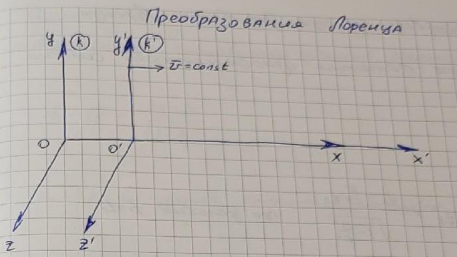 Преобразования Лоренца
y K y' K'
v̅ = const
O O' x x'
z z'